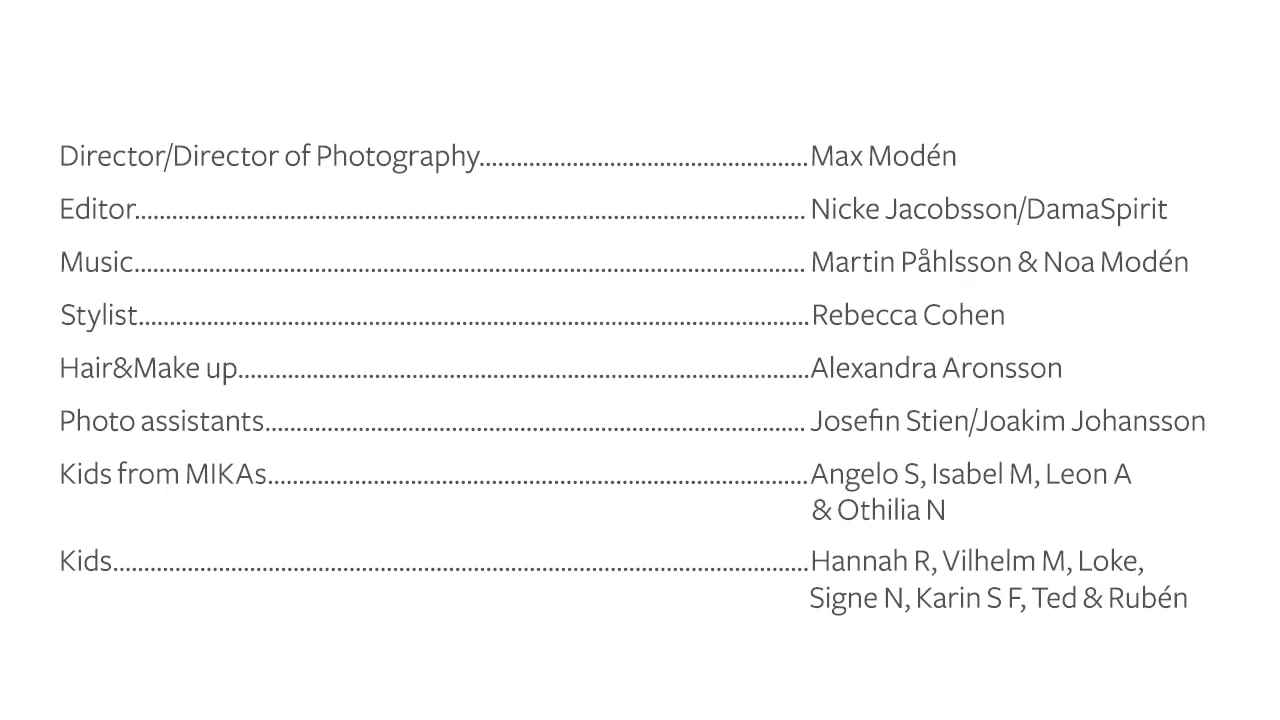 Director/Director of Photography......................................................Max Modén
Editor............................................................................................................... Nicke Jacobsson/DamaSpirit
Music............................................................................................................... Martin Påhlsson & Noa Modén
Stylist...............................................................................................................Rebecca Cohen
Hair&Make up...............................................................................................Alexandra Aronsson
Photo assistants.......................................................................................... Josefin Stien/Joakim Johansson
Kids from MIKAs..........................................................................................Angelo S, Isabel M, Leon A
& Othilia N
Kids...................................................................................................................Hannah R, Vilhelm M, Loke,
Signe N, Karin S F, Ted & Rubén